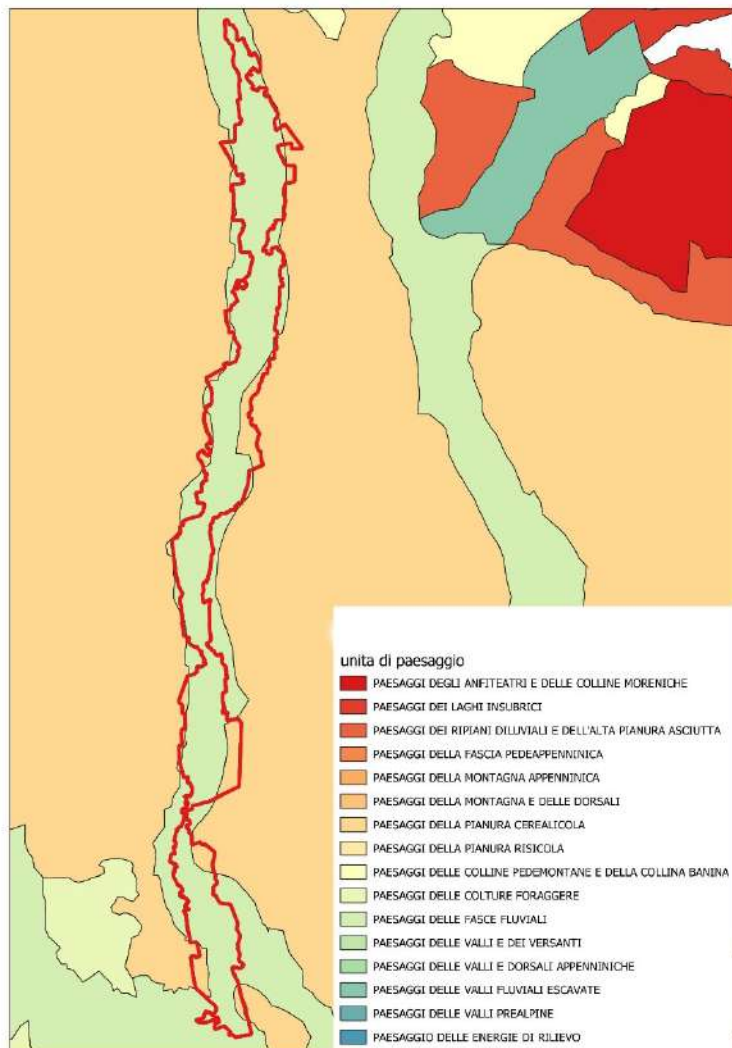 unita di paesaggio
PAESAGGI DEGLI ANFITEATRI E DELLE COLLINE MORENICHE
PAESAGGI DEI LAGHI INSUBRICI
PAESAGGI DEI RIPIANI DILUVIALI E DELL'ALTA PIANURA ASCIUTTA
PAESAGGI DELLA FASCIA PEDEAPPENNINICA
PAESAGGI DELLA MONTAGNA APPENNINICA
PAESAGGI DELLA MONTAGNA E DELLE DORSALI
PAESAGGI DELLA PIANURA CEREALICOLA
PAESAGGI DELLA PIANURA RISICOLA
PAESAGGI DELLE COLLINE PEDEMONTANE E DELLA COLLINA BANINA
PAESAGGI DELLE COLTURE FORAGGERE
PAESAGGI DELLE FASCE FLUVIALI
PAESAGGI DELLE VALLI E DEI VERSANTI
PAESAGGI DELLE VALLI E DORSALI APPENNINICHE
PAESAGGI DELLE VALLI FLUVIALI ESCAVATE
PAESAGGI DELLE VALLI PREALPINE
PAESAGGIO DELLE ENERGIE DI RILIEVO